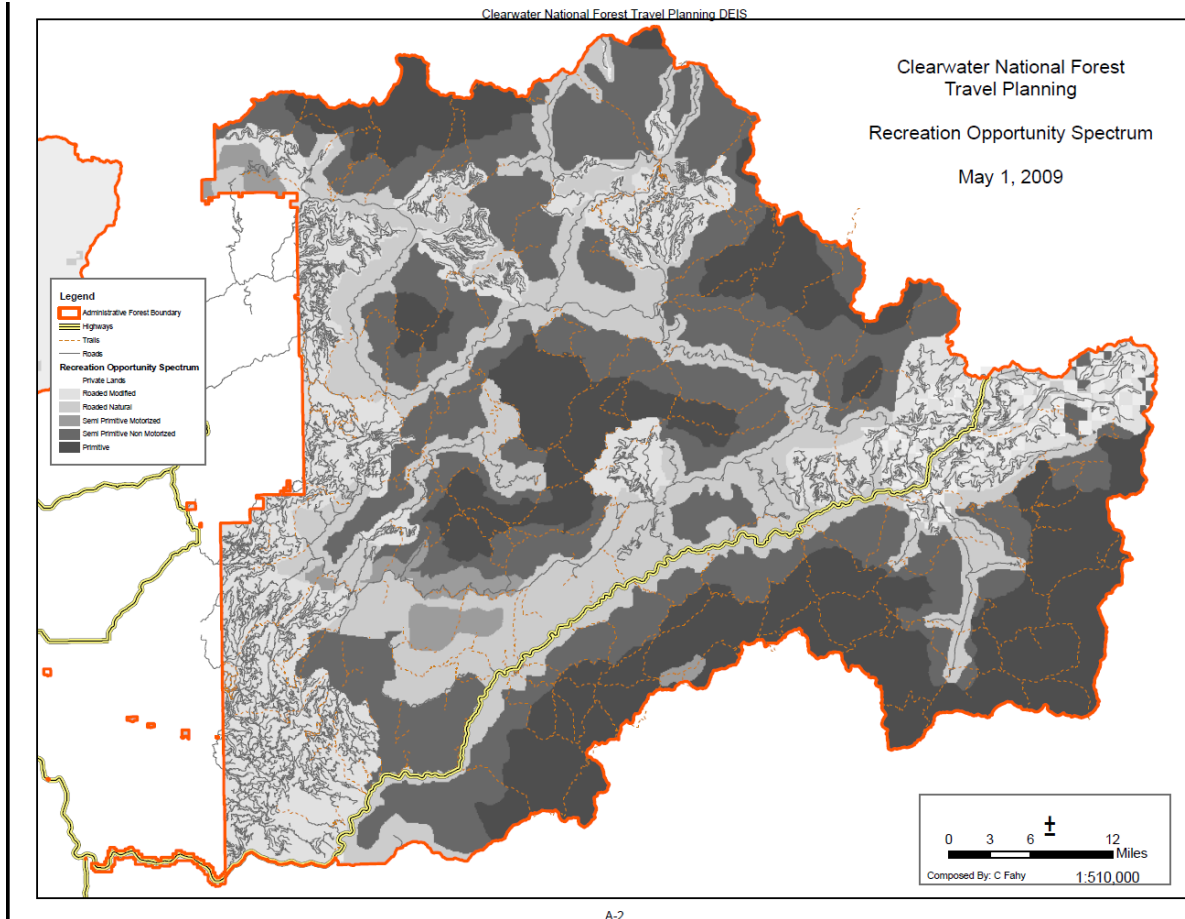 Clearwater National Forest Travel Planning DEIS
Clearwater National Forest
Travel Planning
Recreation Opportunity Spectrum
May 1, 2009
Legend
Administrative Forest Boundary
Highways
Trails
Roads
Recreation Opportunity Spectrum
Private Lands
Roaded Modified
Roaded Natural
Semi Primitive Motorized
Semi Primitive Non Motorized
Primitive
0 3 6 12
Miles
Composed By: C Fahy 1:510,000
A-2